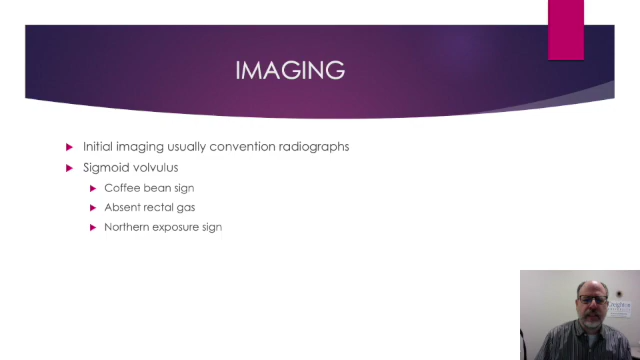 IMAGING
Initial imaging usually convention radiographs
Sigmoid volvulus
Coffee bean sign
Absent rectal gas
Northern exposure sign